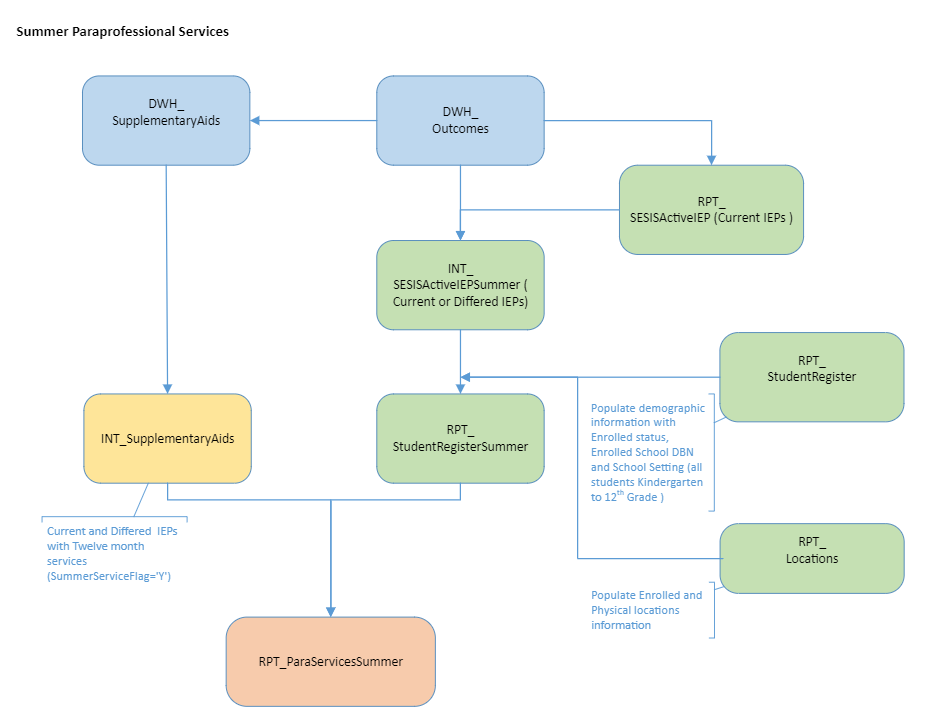 Summer Paraprofessional Services
DWH_
SupplementaryAids
DWH_
Outcomes
RPT_
SESISActiveIEP (Current IEPs )
INT_
SESISActiveIEPSummer (
Current or Differed IEPs)
RPT_
StudentRegister
Populate demographic
information with
Enrolled status,
Enrolled School DBN
and School Setting (all
students Kindergarten
to 12th Grade )
INT_SupplementaryAids
RPT_
StudentRegisterSummer
Current and Differed  IEPs
with Twelve month
services
(SummerServiceFlag='Y')
RPT_
Locations
Populate Enrolled and
Physical locations
information
RPT_ParaServicesSummer